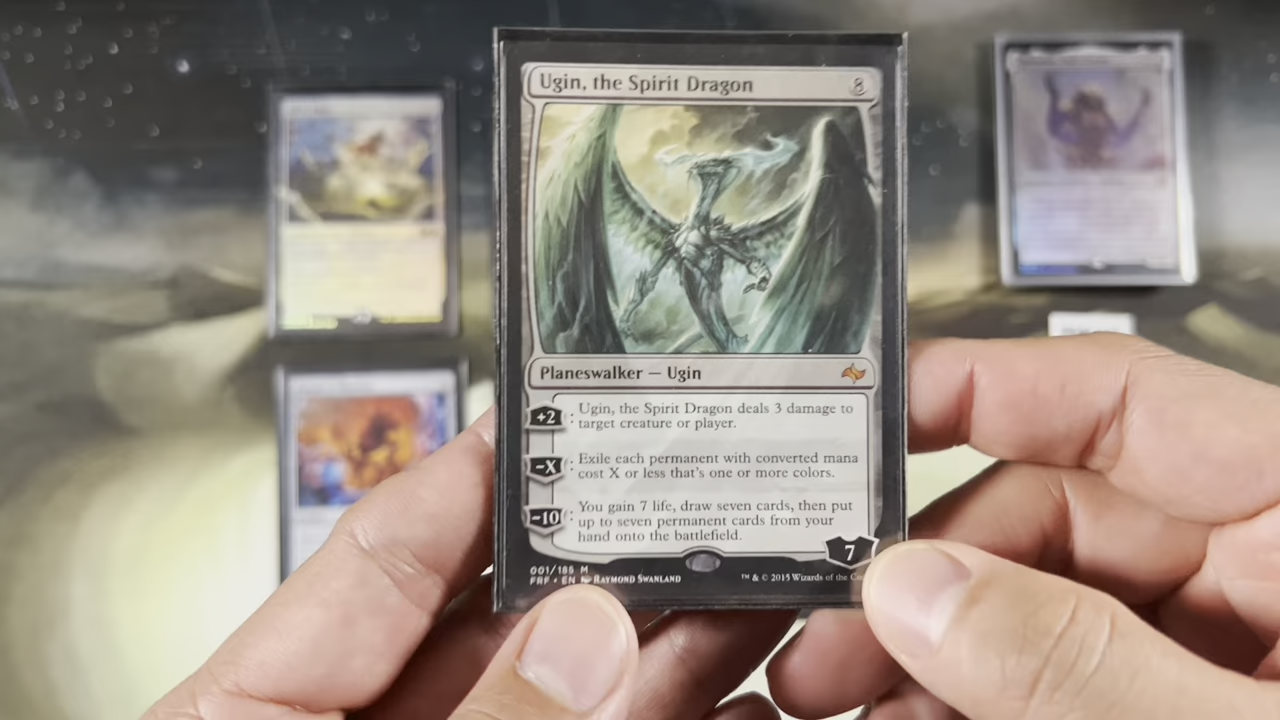 Ugin, the Spirit Dragon 8
Planeswalker — Ugin
+2 : Ugin, the Spirit Dragon deals 3 damage to
target creature or player.
−X : Exile each permanent with converted mana
cost X or less that's one or more colors.
−10 : You gain 7 life, draw seven cards, then put
up to seven permanent cards from your
hand onto the battlefield.
7
001/185 M
FRF • EN Raymond Swanland
™ & © 2015 Wizards of the